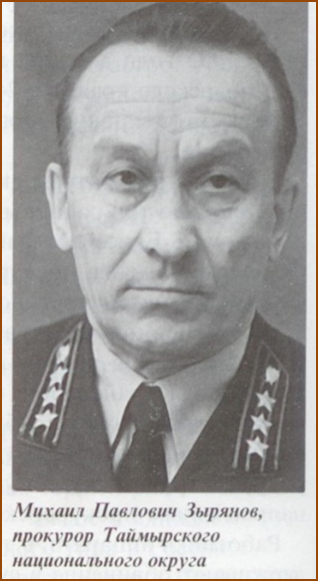 Михаил Павлович Зырянов,
прокурор Таймырского
национального округа